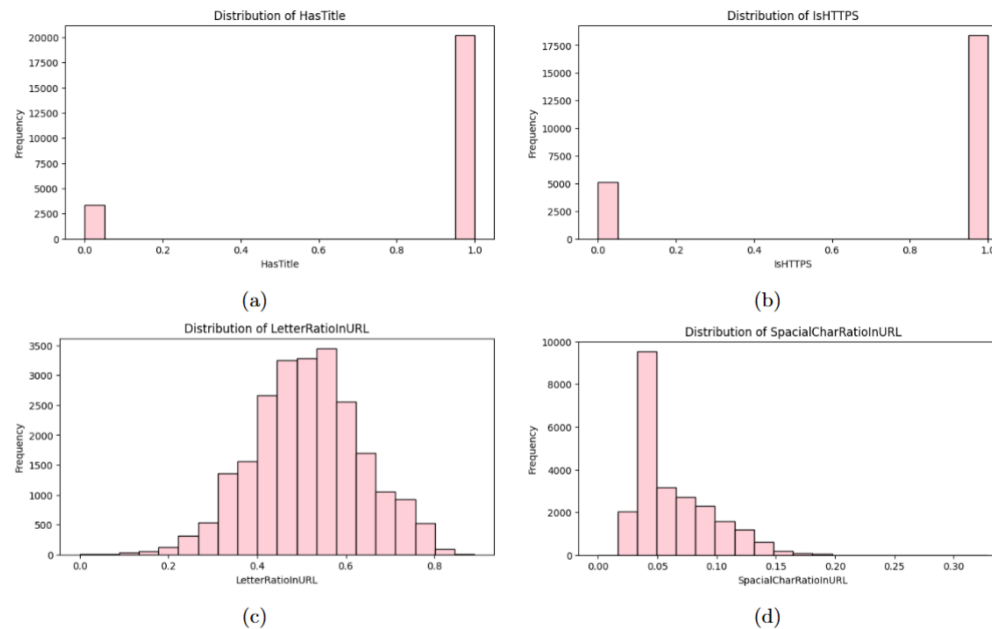 Distribution of HasTitle
20000
17500
15000
12500
10000
7500
5000
2500
0
Frequency
0.0 0.2 0.4 0.6 0.8 1.0
HasTitle
(a)
Distribution of IsHTTPS
17500
15000
12500
10000
7500
5000
2500
0
Frequency
0.0 0.2 0.4 0.6 0.8 1.0
IsHTTPS
(b)
Distribution of LetterRatioInURL
3500
3000
2500
2000
1500
1000
500
0
Frequency
0.0 0.2 0.4 0.6 0.8
LetterRatioInURL
(c)
Distribution of SpacialCharRatioInURL
10000
8000
6000
4000
2000
0
Frequency
0.00 0.05 0.10 0.15 0.20 0.25 0.30
SpacialCharRatioInURL
(d)